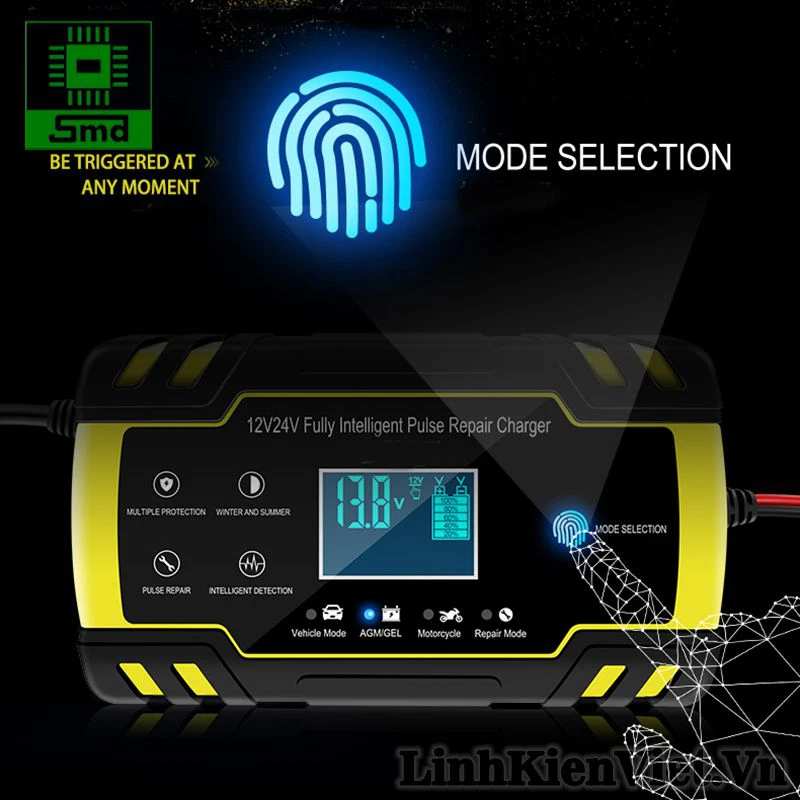 Smd
BE TRIGGERED AT
ANY MOMENT
MODE SELECTION
12V24V Fully Intelligent Pulse Repair Charger
MULTIPLE PROTECTION
WINTER AND SUMMER
PULSE REPAIR
INTELLIGENT DETECTION
13.8 V
12V
100%
80%
60%
40%
20%
MODE SELECTION
Vehicle Mode
AGM/GEL
Motorcycle
Repair Mode
LinhKienViet.Vn